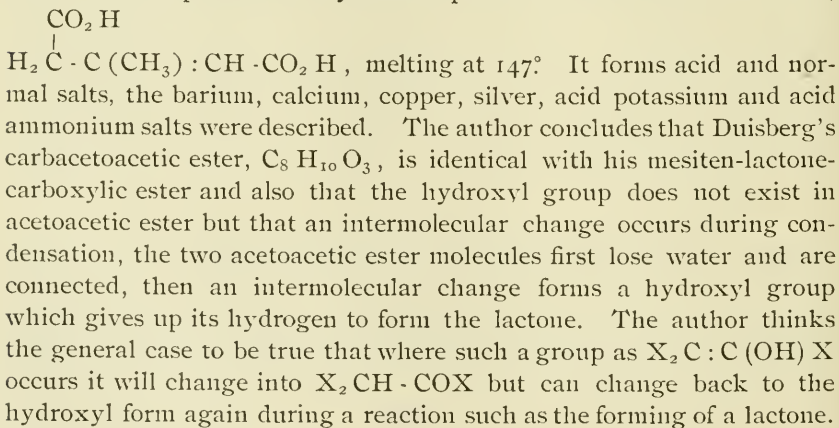 CO₂ H
|
H₂ C - C (CH₃) : CH - CO₂ H , melting at 147°. It forms acid and nor-
mal salts, the barium, calcium, copper, silver, acid potassium and acid
ammonium salts were described. The author concludes that Duisberg's
carbacetoacetic ester, C₈ H₁₀ O₃ , is identical with his mesiten-lactone-
carboxylic ester and also that the hydroxyl group does not exist in
acetoacetic ester but that an intermolecular change occurs during con-
densation, the two acetoacetic ester molecules first lose water and are
connected, then an intermolecular change forms a hydroxyl group
which gives up its hydrogen to form the lactone. The author thinks
the general case to be true that where such a group as X₂ C : C (OH) X
occurs it will change into X₂ CH - COX but can change back to the
hydroxyl form again during a reaction such as the forming of a lactone.